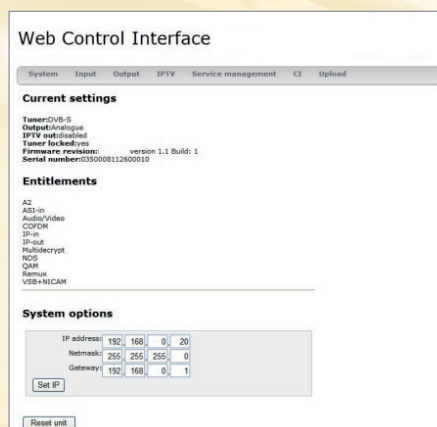 Web Control Interface
System Input Output IPTV Service management CI Upload
Current settings
Tuner:DVB-S
Output:Analogue
IPTV out:disabled
Tuner locked:yes
Firmware revision: version 1.1 Build: 1
Serial number:0350008112600010
Entitlements
A2
ASI-in
Audio/Video
COFDM
IP-in
IP-out
Multidecrypt
NDS
QAM
Remux
VSB+NICAM
System options
IP address: 192. 168. 0. 20
Netmask: 255. 255. 255. 0
Gateway: 192. 168. 0. 1
Set IP
Reset unit